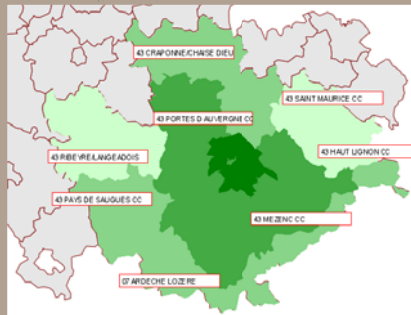 43 CRAPONNE/CHAISE DIEU
43 SAINT MAURICE CC
43 PORTES D AUVERGNE CC
43 HAUT LIGNON CC
43 RIBEYRE/LANGEADOIS
43 PAYS DE SAUGUES CC
43 MEZENC CC
07 ARDECHE LOZERE